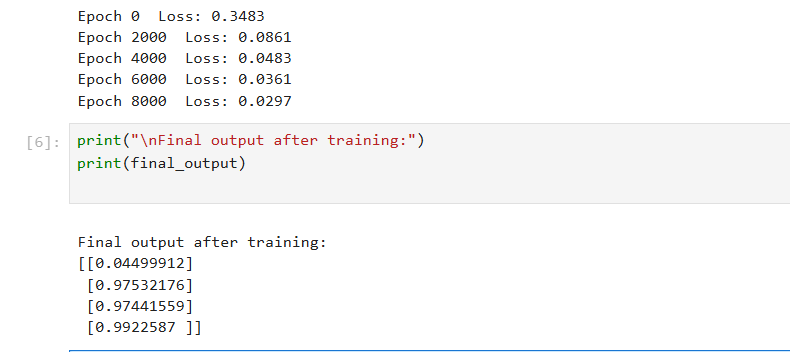 Epoch 0  Loss: 0.3483
Epoch 2000  Loss: 0.0861
Epoch 4000  Loss: 0.0483
Epoch 6000  Loss: 0.0361
Epoch 8000  Loss: 0.0297
[6]: print("\nFinal output after training:")
print(final_output)
Final output after training:
[[0.04499912]
 [0.97532176]
 [0.97441559]
 [0.9922587 ]]